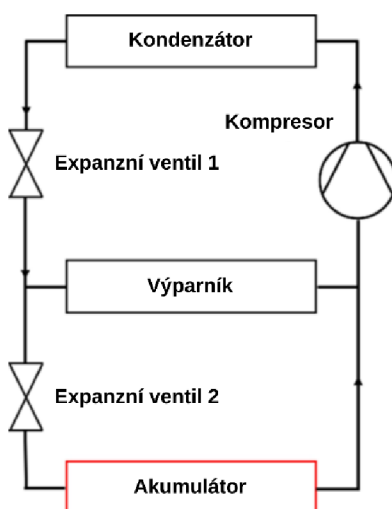 Kondenzátor
Kompresor
Expanzní ventil 1
Výparník
Expanzní ventil 2
Akumulátor